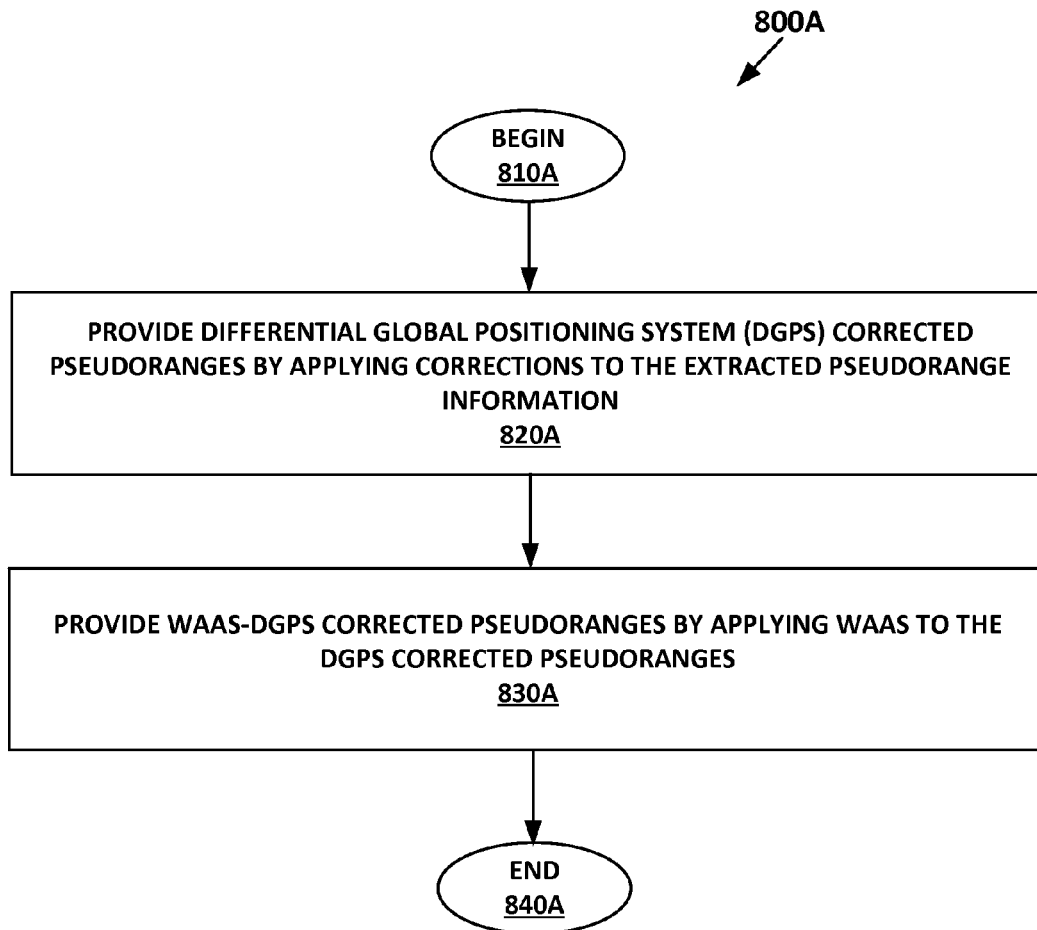 800A
BEGIN
810A
PROVIDE DIFFERENTIAL GLOBAL POSITIONING SYSTEM (DGPS) CORRECTED
PSEUDORANGES BY APPLYING CORRECTIONS TO THE EXTRACTED PSEUDORANGE
INFORMATION
820A
PROVIDE WAAS-DGPS CORRECTED PSEUDORANGES BY APPLYING WAAS TO THE
DGPS CORRECTED PSEUDORANGES
830A
END
840A